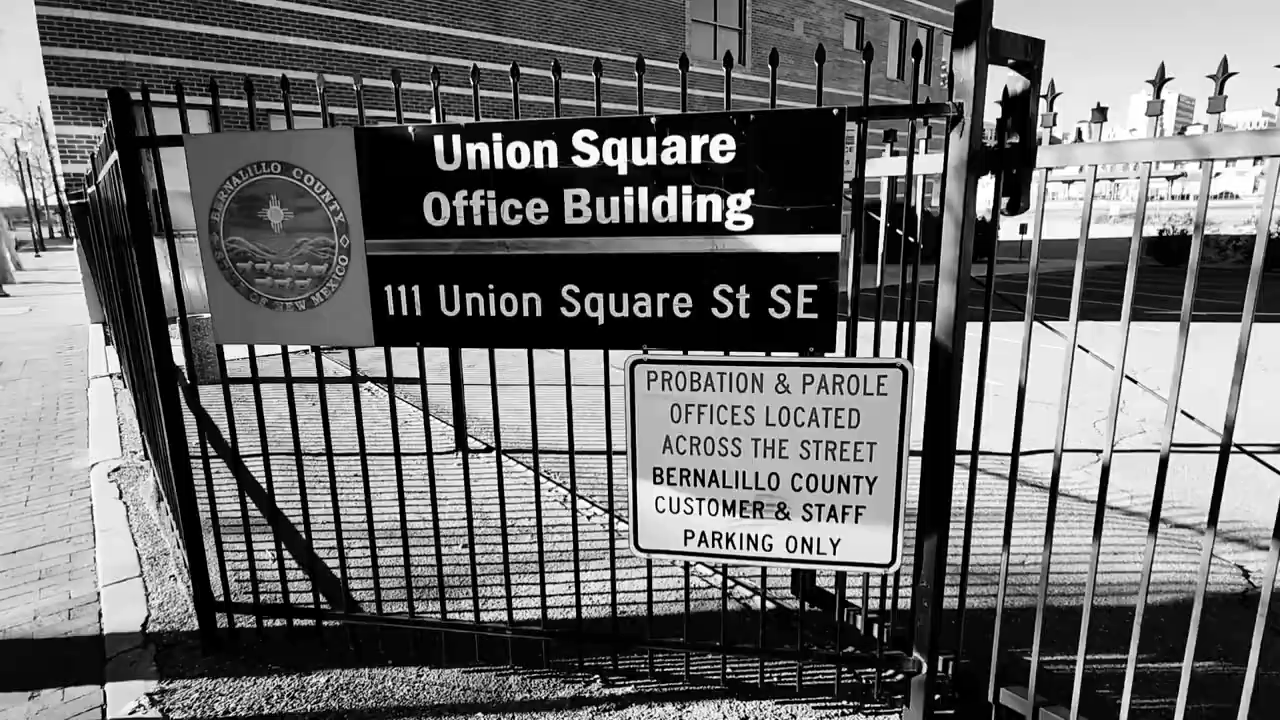 BERNALILLO COUNTY
STATE OF NEW MEXICO
Union Square
Office Building
111 Union Square St SE
PROBATION & PAROLE
OFFICES LOCATED
ACROSS THE STREET
BERNALILLO COUNTY
CUSTOMER & STAFF
PARKING ONLY